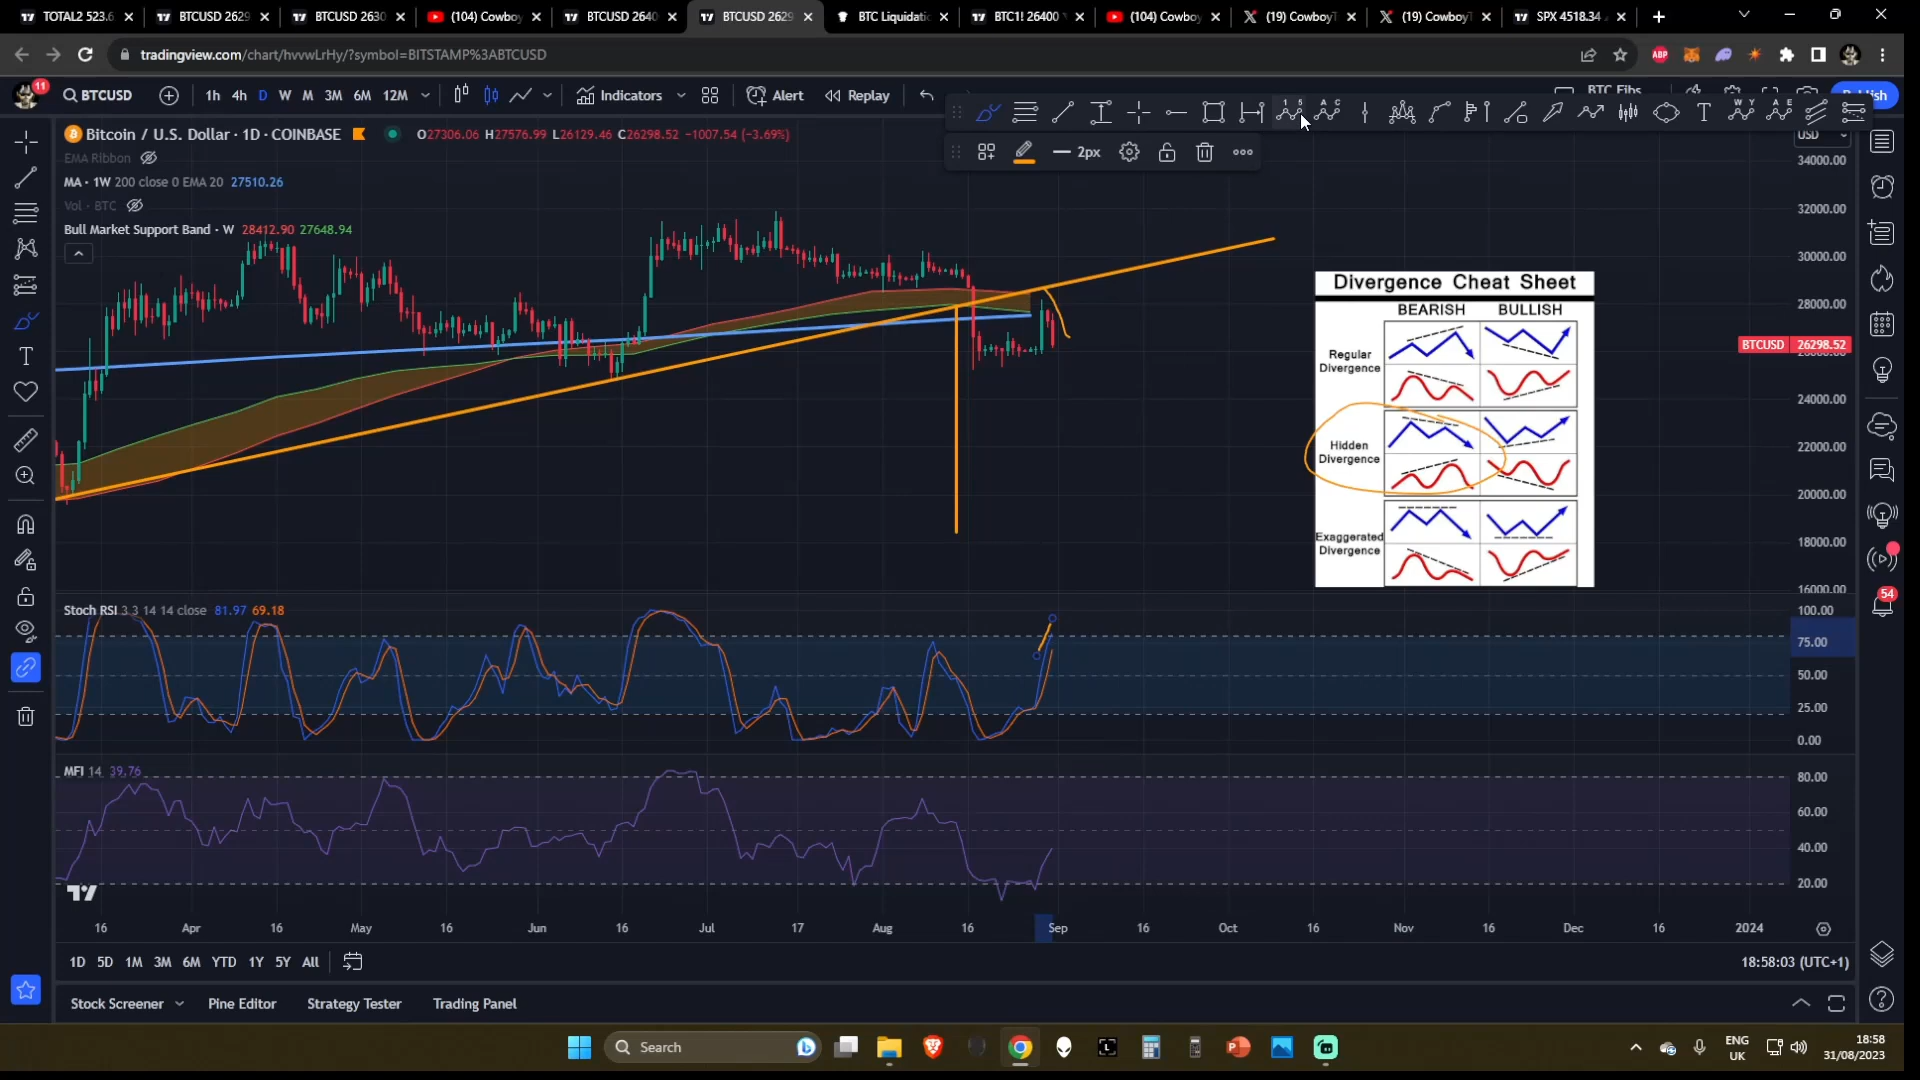 TOTAL2 523.6
BTCUSD 2629
BTCUSD 2630
(104) Cowboy
BTCUSD 2640
BTCUSD 2629
BTC Liquidatio
BTC1! 26400
(104) Cowboy
(19) CowboyT
(19) CowboyT
SPX 4518.34
tradingview.com/chart/hvvwLrHy/?symbol=BITSTAMP%3ABTCUSD
ABP
11
BTCUSD
1h 4h D W M 3M 6M 12M
Indicators
Alert
Replay
BTC Fibs
2px
USD
Bitcoin / U.S. Dollar · 1D · COINBASE
O27306.06 H27576.99 L26129.46 C26298.52 −1007.54 (−3.69%)
EMA Ribbon
MA · 1W 200 close 0 EMA 20 27510.26
Vol · BTC
Bull Market Support Band · W 28412.90 27648.94
34000.00
32000.00
30000.00
28000.00
BTCUSD 26298.52
24000.00
22000.00
20000.00
18000.00
16000.00
Divergence Cheat Sheet
BEARISH BULLISH
Regular
Divergence
Hidden
Divergence
Exaggerated
Divergence
Stoch RSI 3 3 14 14 close 81.97 69.18
100.00
75.00
50.00
25.00
0.00
MFI 14 39.76
80.00
60.00
40.00
20.00
54
16 Apr 16 May 16 Jun 16 Jul 17 Aug 16 Sep 16 Oct 16 Nov 16 Dec 16 2024
1D 5D 1M 3M 6M YTD 1Y 5Y All
18:58:03 (UTC+1)
Stock Screener
Pine Editor
Strategy Tester
Trading Panel
Search
ENG
UK
18:58
31/08/2023